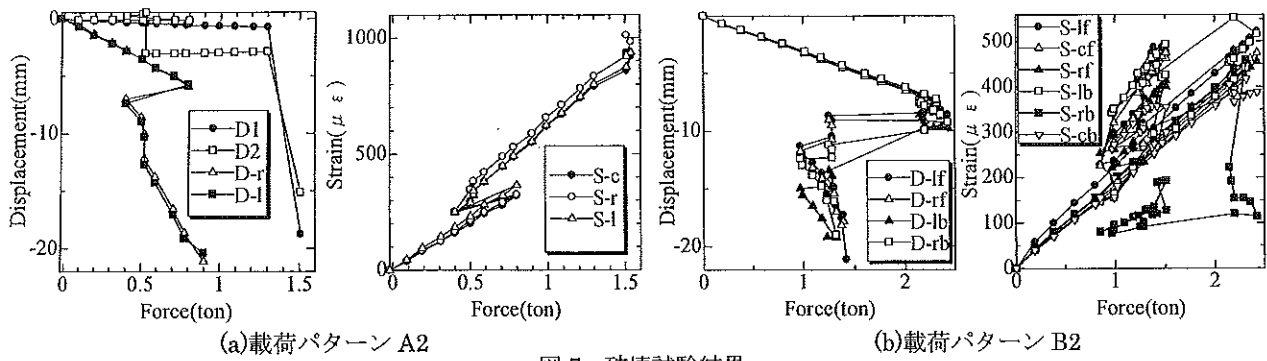 Displacement(mm)
0
-10
-20
0
0.5
1.0
1.5
Force(ton)
D1
D2
D-r
D-l
Strain( μ ε )
1000
500
0
0
0.5
1.0
1.5
Force(ton)
S-c
S-r
S-l
(a)載荷パターン A2
Displacement(mm)
0
-10
-20
0
1
2
Force(ton)
D-lf
D-rf
D-lb
D-rb
Strain( μ ε )
500
400
300
200
100
0
0
1
2
Force(ton)
S-lf
S-cf
S-rf
S-lb
S-rb
S-cb
(b)載荷パターン B2